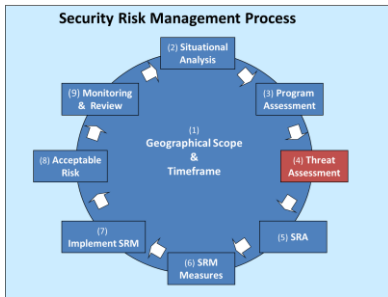 Security Risk Management Process
(2) Situational
Analysis
(3) Program
Assessment
(4) Threat
Assessment
(5) SRA
(6) SRM
Measures
(7)
Implement SRM
(8) Acceptable
Risk
(9) Monitoring
& Review
(1)
Geographical Scope
&
Timeframe